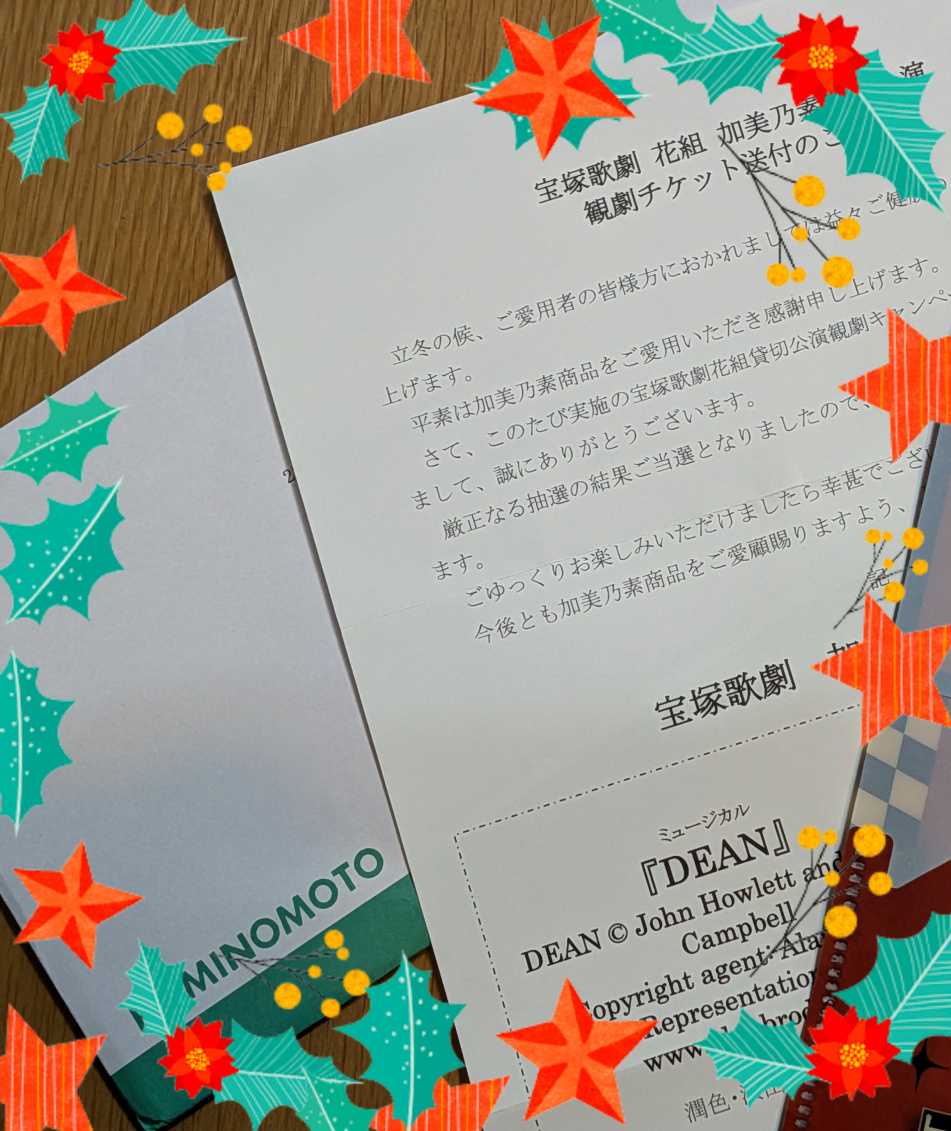 演
宝塚歌劇 花組 加美乃素
観劇チケット送付のご
立冬の候、ご愛用者の皆様方におかれましては益々ご健
上げます。
平素は加美乃素商品をご愛用いただき感謝申し上げます。
さて、このたび実施の宝塚歌劇花組貸切公演観劇キャンペ
まして、誠にありがとうございます。
厳正なる抽選の結果ご当選となりましたので、
ます。
ごゆっくりお楽しみいただけましたら幸甚でござい
今後とも加美乃素商品をご愛顧賜りますよう、
記
宝塚歌劇
ミュージカル
『DEAN』
DEAN © John Howlett and
Campbell
Copyright agent: Ala
Representation
www.
潤色・演出
2
MINOMOTO